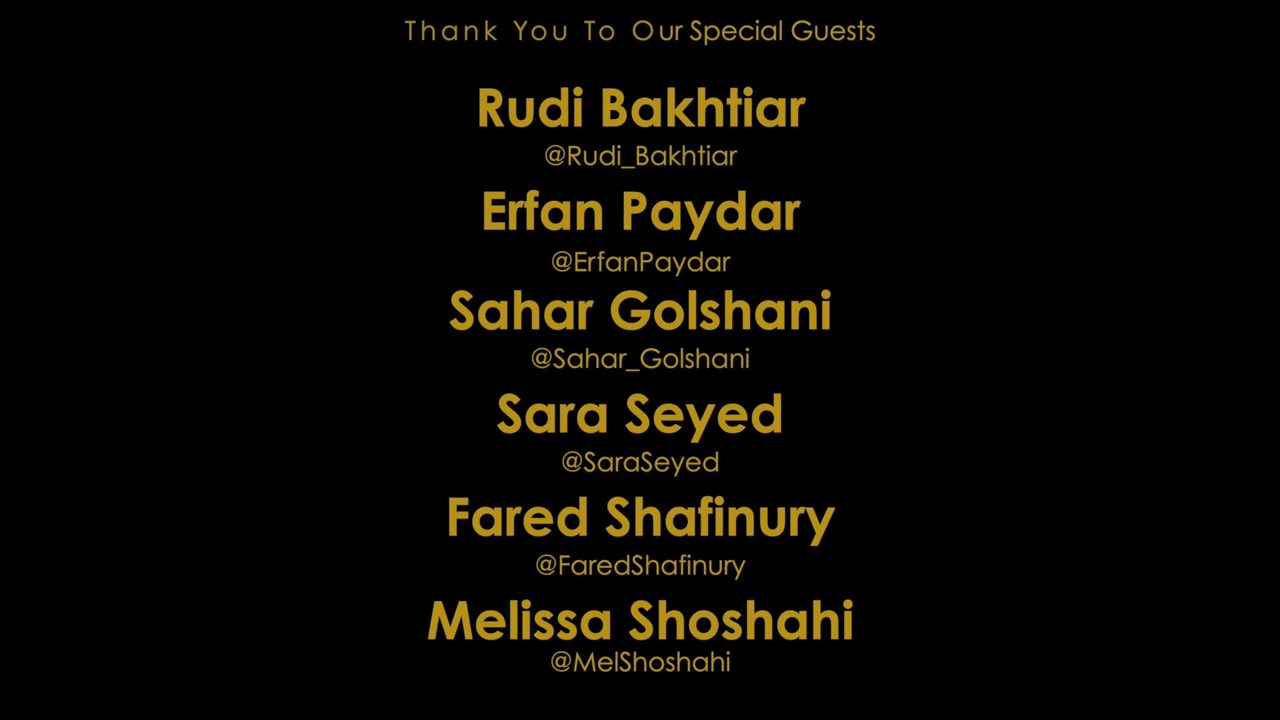 Thank You To Our Special Guests
Rudi Bakhtiar
@Rudi_Bakhtiar
Erfan Paydar
@ErfanPaydar
Sahar Golshani
@Sahar_Golshani
Sara Seyed
@SaraSeyed
Fared Shafinury
@FaredShafinury
Melissa Shoshahi
@MelShoshahi